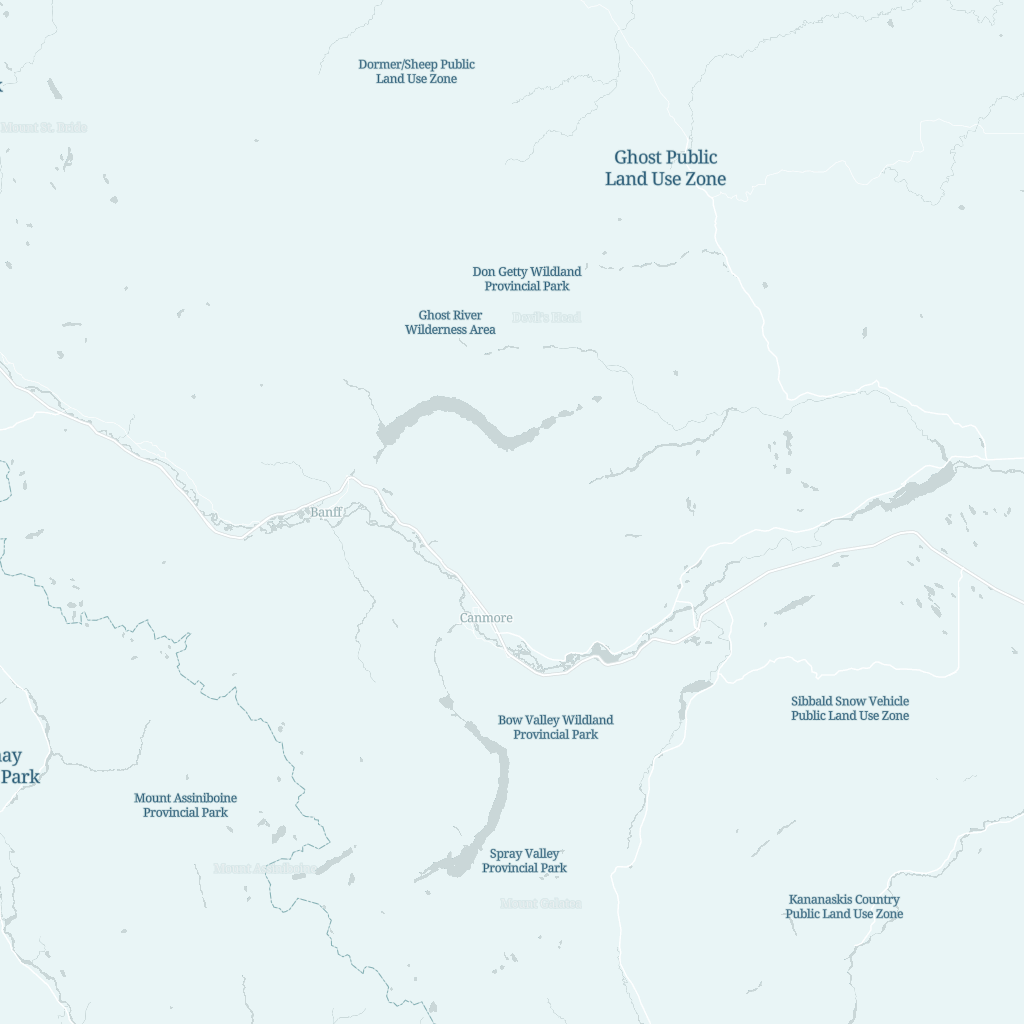 Dormer/Sheep Public
Land Use Zone
Mount St. Bride
Ghost Public
Land Use Zone
Don Getty Wildland
Provincial Park
Ghost River
Wilderness Area
Devil's Head
Banff
Canmore
Sibbald Snow Vehicle
Public Land Use Zone
Bow Valley Wildland
Provincial Park
Park
Mount Assiniboine
Provincial Park
Spray Valley
Provincial Park
Mount Assiniboine
Mount Galatea
Kananaskis Country
Public Land Use Zone